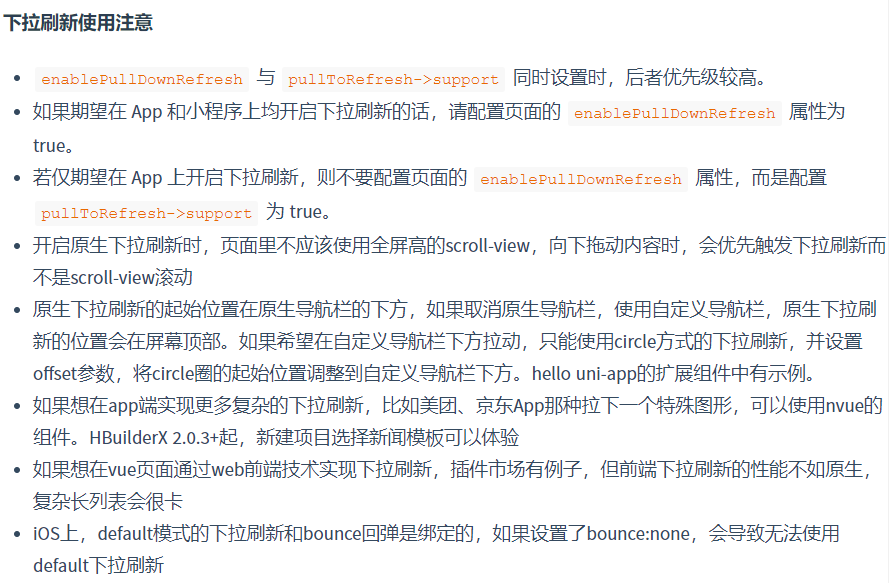 下拉刷新使用注意
enablePullDownRefresh 与 pullToRefresh->support 同时设置时，后者优先级较高。
如果期望在 App 和小程序上均开启下拉刷新的话，请配置页面的 enablePullDownRefresh 属性为
true。
若仅期望在 App 上开启下拉刷新，则不要配置页面的 enablePullDownRefresh 属性，而是配置
pullToRefresh->support 为 true。
开启原生下拉刷新时，页面里不应该使用全屏高的scroll-view，向下拖动内容时，会优先触发下拉刷新而
不是scroll-view滚动
原生下拉刷新的起始位置在原生导航栏的下方，如果取消原生导航栏，使用自定义导航栏，原生下拉刷
新的位置会在屏幕顶部。如果希望在自定义导航栏下方拉动，只能使用circle方式的下拉刷新，并设置
offset参数，将circle圈的起始位置调整到自定义导航栏下方。hello uni-app的扩展组件中有示例。
如果想在app端实现更多复杂的下拉刷新，比如美团、京东App那种拉下一个特殊图形，可以使用nvue的
组件。HBuilderX 2.0.3+起，新建项目选择新闻模板可以体验
如果想在vue页面通过web前端技术实现下拉刷新，插件市场有例子，但前端下拉刷新的性能不如原生，
复杂长列表会很卡
iOS上，default模式的下拉刷新和bounce回弹是绑定的，如果设置了bounce:none，会导致无法使用
default下拉刷新